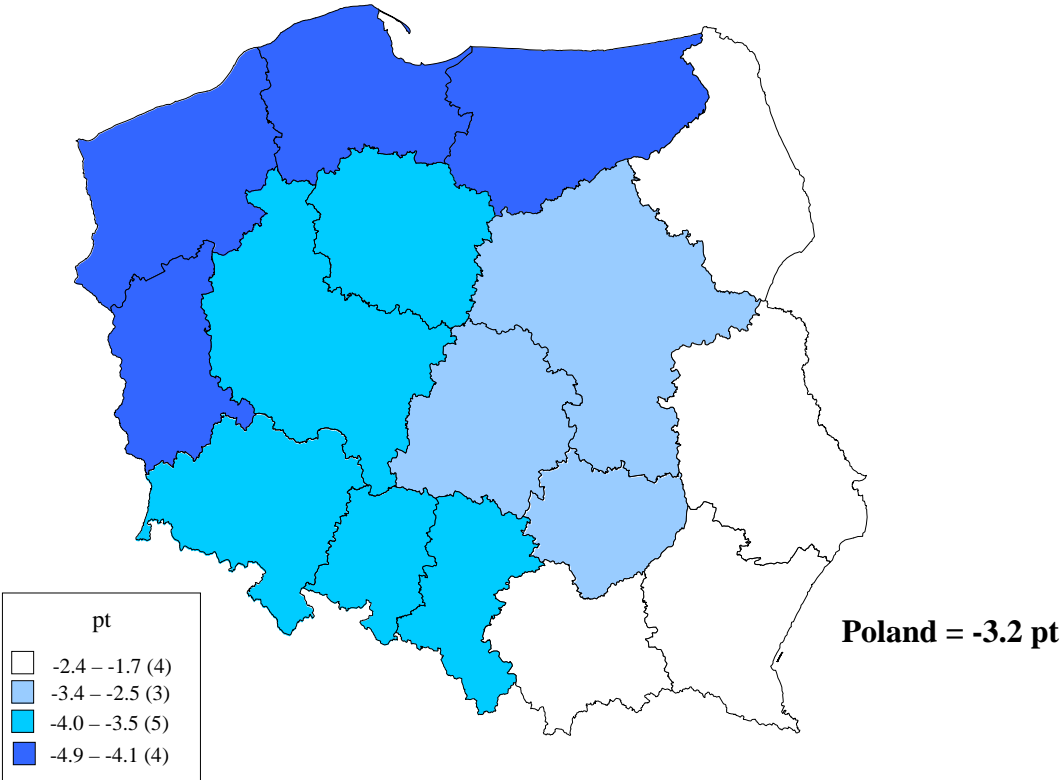 Poland = -3.2 pt
pt
-2.4 – -1.7 (4)
-3.4 – -2.5 (3)
-4.0 – -3.5 (5)
-4.9 – -4.1 (4)